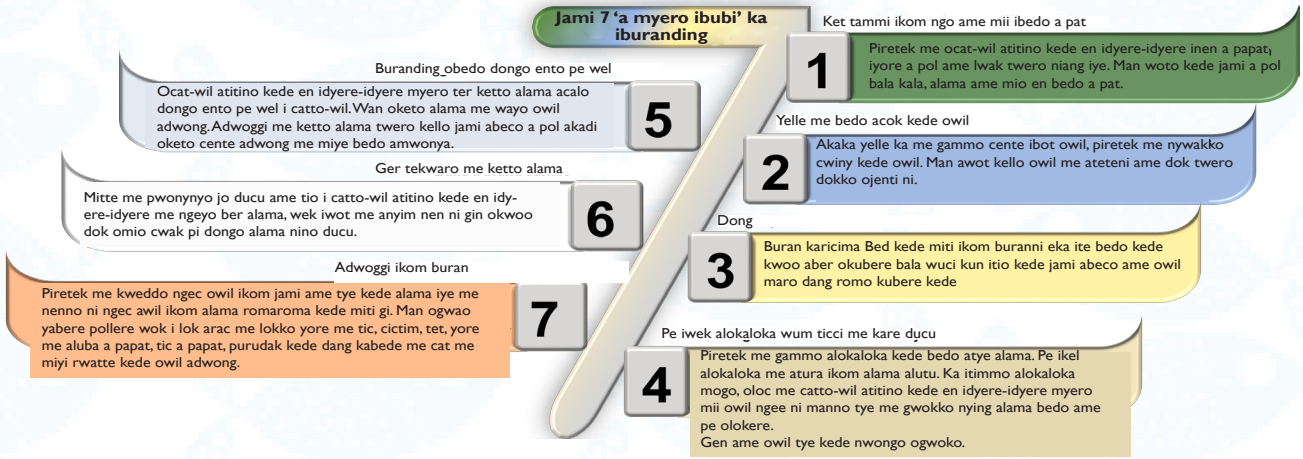 Jami 7 'a myero ibubi' ka
iburanding
Ket tammi ikom ngo ame mii ibedo a pat
1
Piretek me ocat-wil atitino kede en idyere-idyere inen a papat,
iyore a pol ame lwak twero niang iye. Man woto kede jami a pol
bala kala, alama ame mio en bedo a pat.
Yelle me bedo acok kede owil
2
Akaka yelle ka me gammo cente ibot owil, piretek me nywakko
cwiny kede owil. Man awot kello owil me ateteni ame dok twero
dokko ojenti ni.
Dong
3
Buran karicima Bed kede miti ikom buranni eka ite bedo kede
kwoo aber okubere bala wuci kun itio kede jami abeco ame owil
maro dang romo kubere kede
Pe iwek alokaloka wum ticci me kare ducu
4
Piretek me gammo alokaloka kede bedo atye alama. Pe ikel
alokaloka me atura ikom alama alutu. Ka itimmo alokaloka
mogo, oloc me catto-wil atitino kede en idyere-idyere myero
mii owil ngee ni manno tye me gwokko nying alama bedo ame
pe olokere.
Gen ame owil tye kede nwongo ogwoko.
Buranding obedo dongo ento pe wel
5
Ocat-wil atitino kede en idyere-idyere myero ter ketto alama acalo
dongo ento pe wel i catto-wil. Wan oketo alama me wayo owil
adwong. Adwoggi me ketto alama twero kello jami abeco a pol akadi
oketo cente adwong me miye bedo amwonya.
Ger tekwaro me ketto alama
6
Mitte me pwonynyo jo ducu ame tio i catto-wil atitino kede en idy-
ere-idyere me ngeyo ber alama, wek iwot me anyim nen ni gin okwoo
dok omio cwak pi dongo alama nino ducu.
Adwogi ikom buran
7
Piretek me kweddo ngec owil ikom jami ame tye kede alama iye me
nenno ni ngec awil ikom alama romaroma kede miti gi. Man ogwao
yabere pollere wok i lok arac me lokko yore me tic, cictim, tet, yore
me aluba a papat, tic a papat, purudak kede dang kabede me cat me
miyi rwatte kede owil adwong.